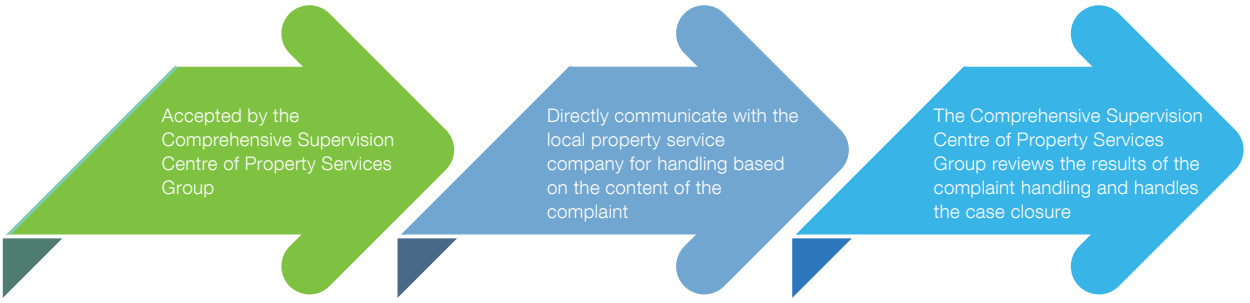 Accepted by the
Comprehensive Supervision
Centre of Property Services
Group
Directly communicate with the
local property service
company for handling based
on the content of the
complaint
The Comprehensive Supervision
Centre of Property Services
Group reviews the results of the
complaint handling and handles
the case closure